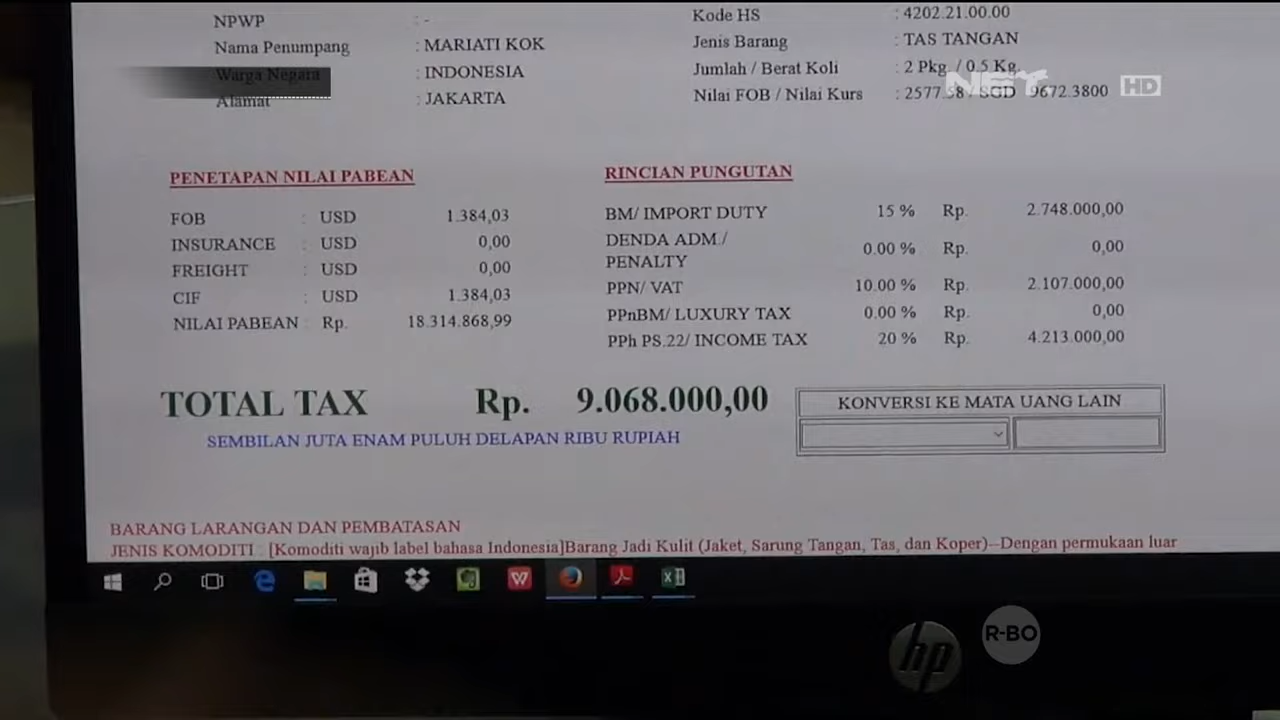 NPWP : -
Nama Penumpang : MARIATI KOK
Warga Negara : INDONESIA
Alamat : JAKARTA
Kode HS : 4202.21.00.00
Jenis Barang : TAS TANGAN
Jumlah / Berat Koli : 2 Pkg. / 0.5 Kg.
Nilai FOB / Nilai Kurs : 2577.58 / SGD 9672.3800
NET HD
PENETAPAN NILAI PABEAN
FOB : USD 1.384,03
INSURANCE : USD 0,00
FREIGHT : USD 0,00
CIF : USD 1.384,03
NILAI PABEAN : Rp. 18.314.868,99
RINCIAN PUNGUTAN
BM/ IMPORT DUTY 15 % Rp. 2.748.000,00
DENDA ADM./
PENALTY 0.00 % Rp. 0,00
PPN/ VAT 10.00 % Rp. 2.107.000,00
PPnBM/ LUXURY TAX 0.00 % Rp. 0,00
PPh PS.22/ INCOME TAX 20 % Rp. 4.213.000,00
TOTAL TAX Rp. 9.068.000,00
SEMBILAN JUTA ENAM PULUH DELAPAN RIBU RUPIAH
KONVERSI KE MATA UANG LAIN
BARANG LARANGAN DAN PEMBATASAN
JENIS KOMODITI : [Komoditi wajib label bahasa Indonesia]Barang Jadi Kulit (Jaket, Sarung Tangan, Tas, dan Koper)--Dengan permukaan luar
hp
R-BO